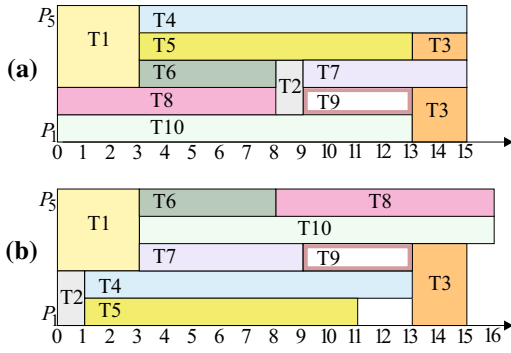 P5 T4
T1 T5 T3
(a) T6 T2 T7
T8 T9
P1 T10 T3
0 1 2 3 4 5 6 7 8 9 10 11 12 13 14 15
P5 T6 T8
T1 T10
(b) T7 T9
T2 T4 T3
P1 T5
0 1 2 3 4 5 6 7 8 9 10 11 12 13 14 15 16